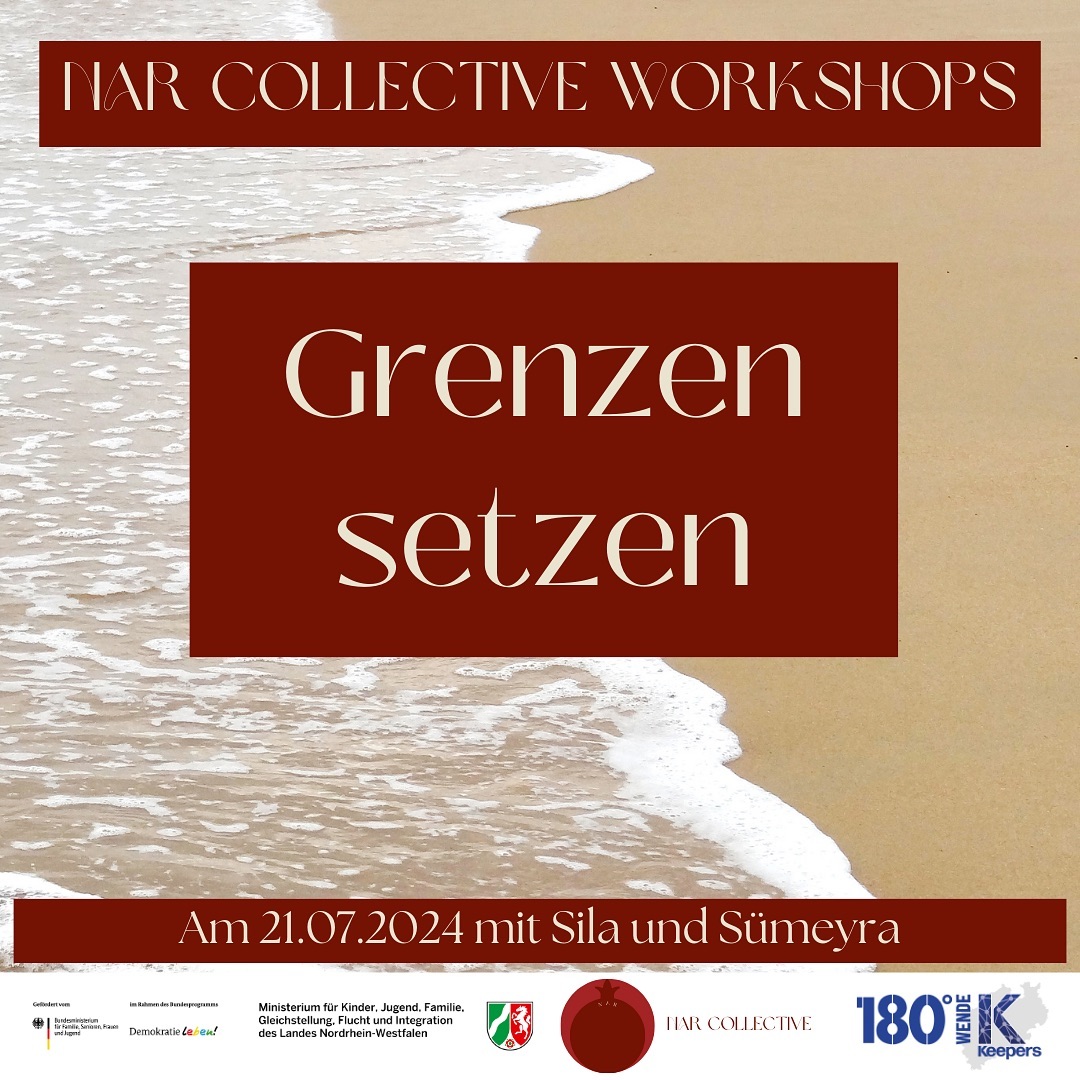 NAR COLLECTIVE WORKSHOPS
Grenzen
setzen
Am 21.07.2024 mit Sila und Sümeyra
Gefördert vom
Bundesministerium
für Familie, Senioren, Frauen
und Jugend
im Rahmen des Bundesprogramms
Demokratie leben!
Ministerium für Kinder, Jugend, Familie,
Gleichstellung, Flucht und Integration
des Landes Nordrhein-Westfalen
NAR
NAR COLLECTIVE
180°
WENDE
K
Keepers